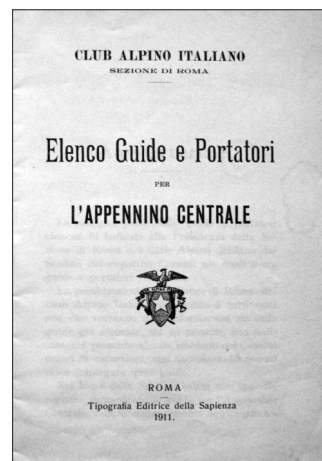 CLUB ALPINO ITALIANO
SEZIONE DI ROMA
Elenco Guide e Portatori
PER
L'APPENNINO CENTRALE
ROMA
Tipografia Editrice della Sapienza
1911.